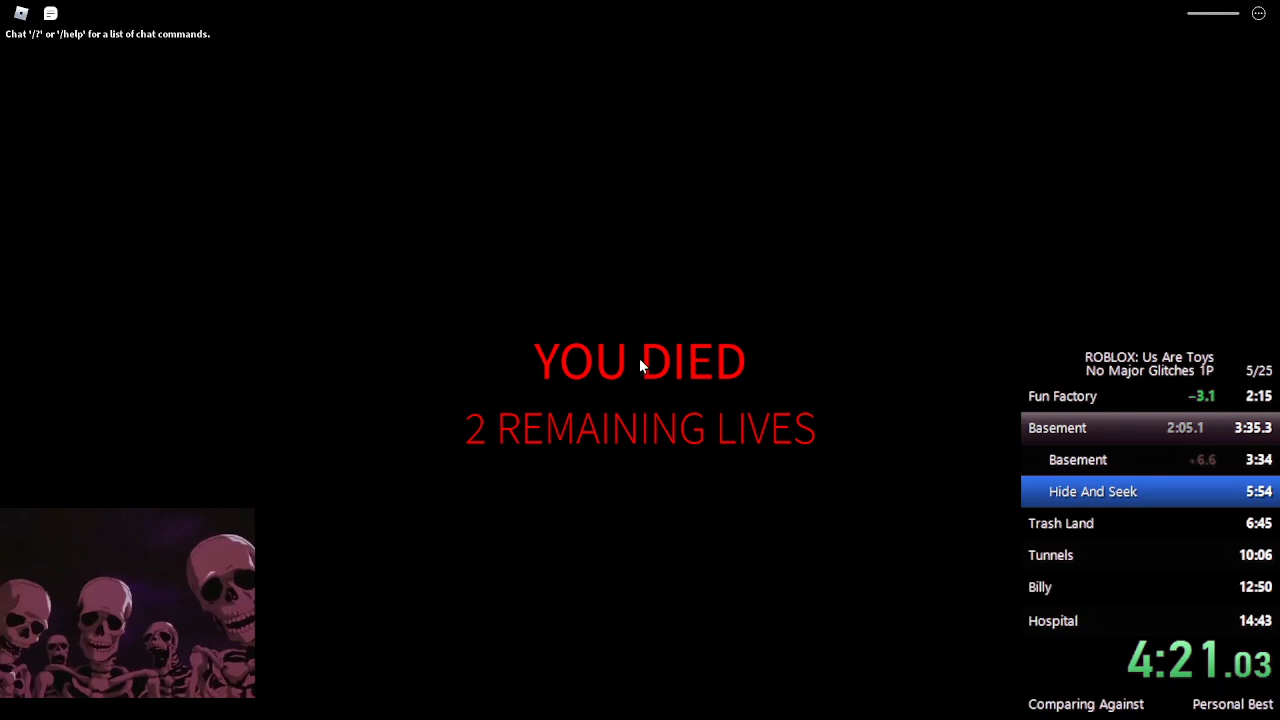 Chat '/?' or '/help' for a list of chat commands.
YOU DIED
2 REMAINING LIVES
ROBLOX: Us Are Toys
No Major Glitches 1P 5/25
Fun Factory −3.1 2:15
Basement 2:05.1 3:35.3
Basement +6.6 3:34
Hide And Seek 5:54
Trash Land 6:45
Tunnels 10:06
Billy 12:50
Hospital 14:43
4:21.03
Comparing Against Personal Best